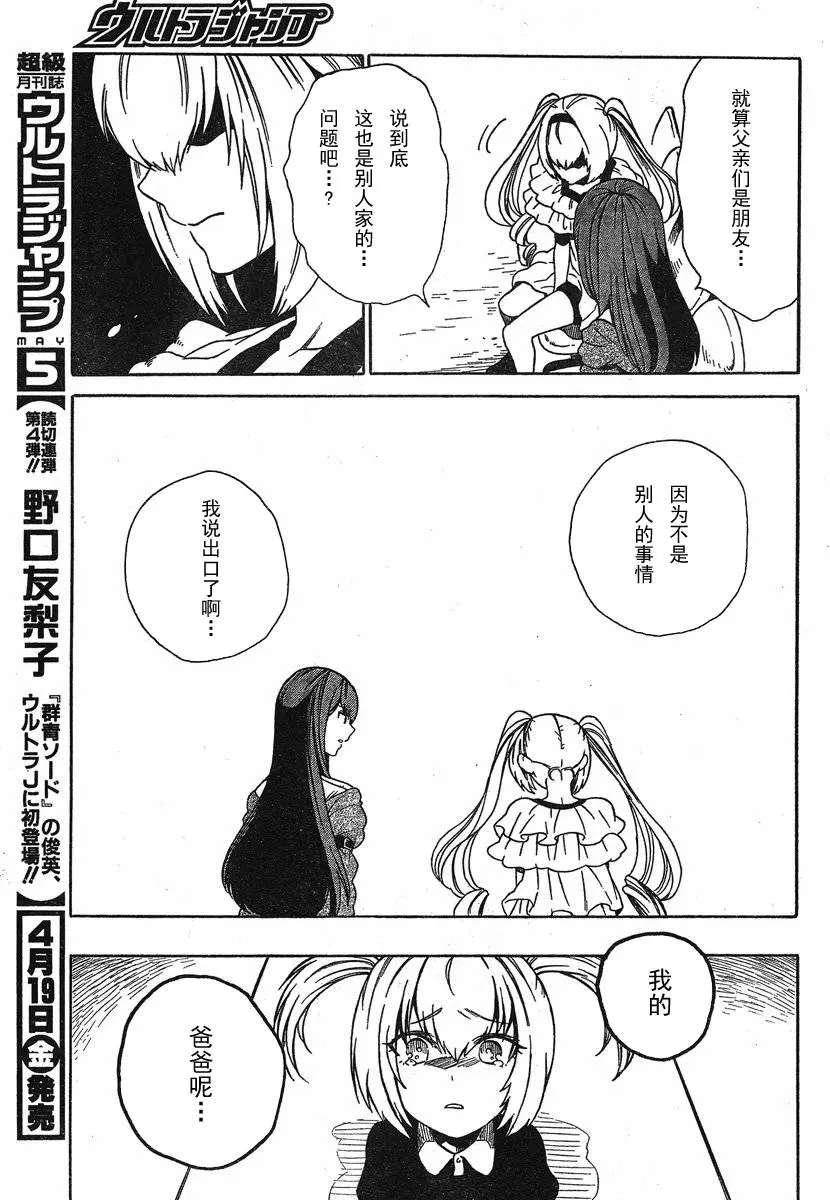 ウルトラジャンプ
就算父亲
们是朋友
…
说到底
这也是别人家的…
问题吧…?
因为不是
别人的事情
我说出口了啊
…
我的
爸爸呢…
超級
月刊誌
ウルトラジャンプ
MAY
5
読切連弾
第4弾!!
野口友梨子
『群青ソード』の俊英、
ウルトラJに初登場!!
4月19日金発売